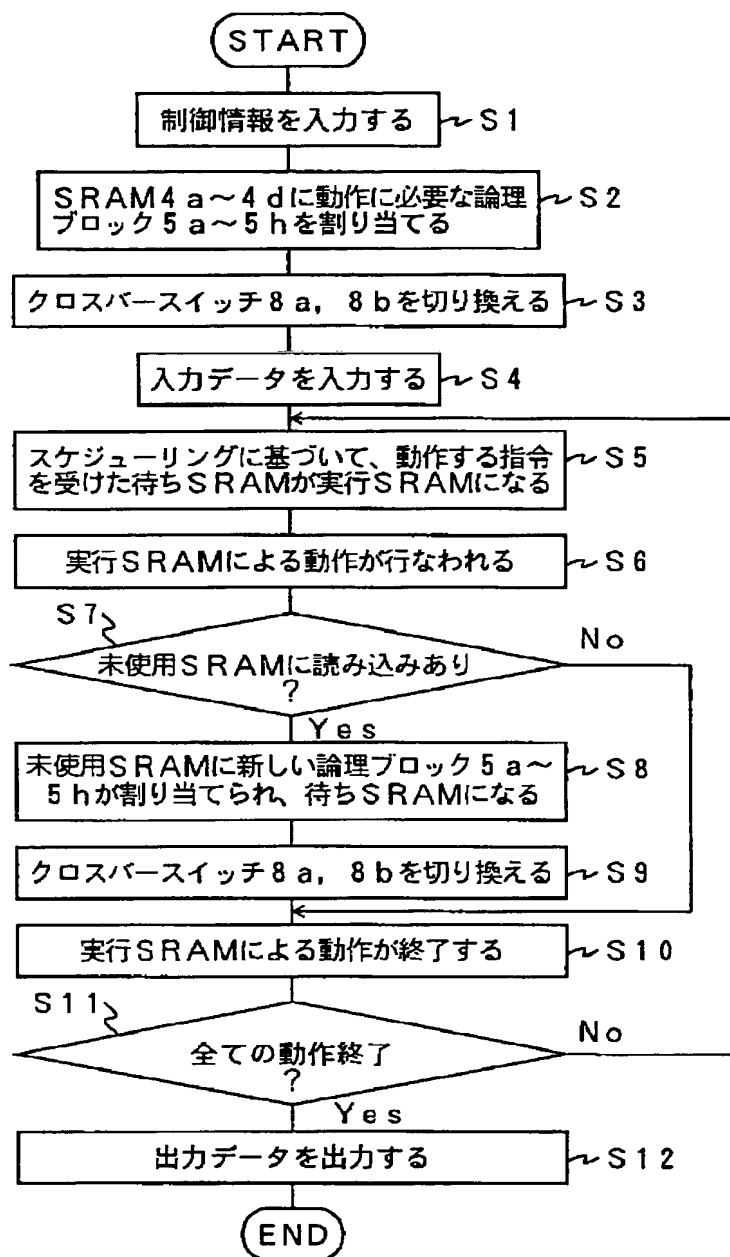 START
制御情報を入力する
S1
SRAM4a~4dに動作に必要な論理
ブロック5a~5hを割り当てる
S2
クロスバースイッチ8a,8bを切り換える
S3
入力データを入力する
S4
スケジューリングに基づいて、動作する指令
を受けた待ちSRAMが実行SRAMになる
S5
実行SRAMによる動作が行なわれる
S6
S7
未使用SRAMに読み込みあり
?
No
Yes
未使用SRAMに新しい論理ブロック5a~
5hが割り当てられ、待ちSRAMになる
S8
クロスバースイッチ8a,8bを切り換える
S9
実行SRAMによる動作が終了する
S10
S11
全ての動作終了
?
No
Yes
出力データを出力する
S12
END